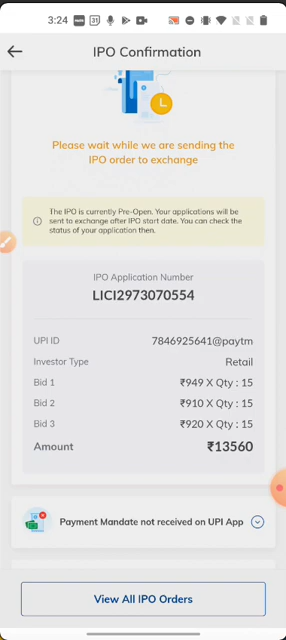 3:24
31
IPO Confirmation
Please wait while we are sending the
IPO order to exchange
The IPO is currently Pre-Open. Your applications will be
sent to exchange after IPO start date. You can check the
status of your application then.
IPO Application Number
LICI2973070554
UPI ID 7846925641@paytm
Investor Type Retail
Bid 1 ₹949 X Qty : 15
Bid 2 ₹910 X Qty : 15
Bid 3 ₹920 X Qty : 15
Amount ₹13560
Payment Mandate not received on UPI App
View All IPO Orders